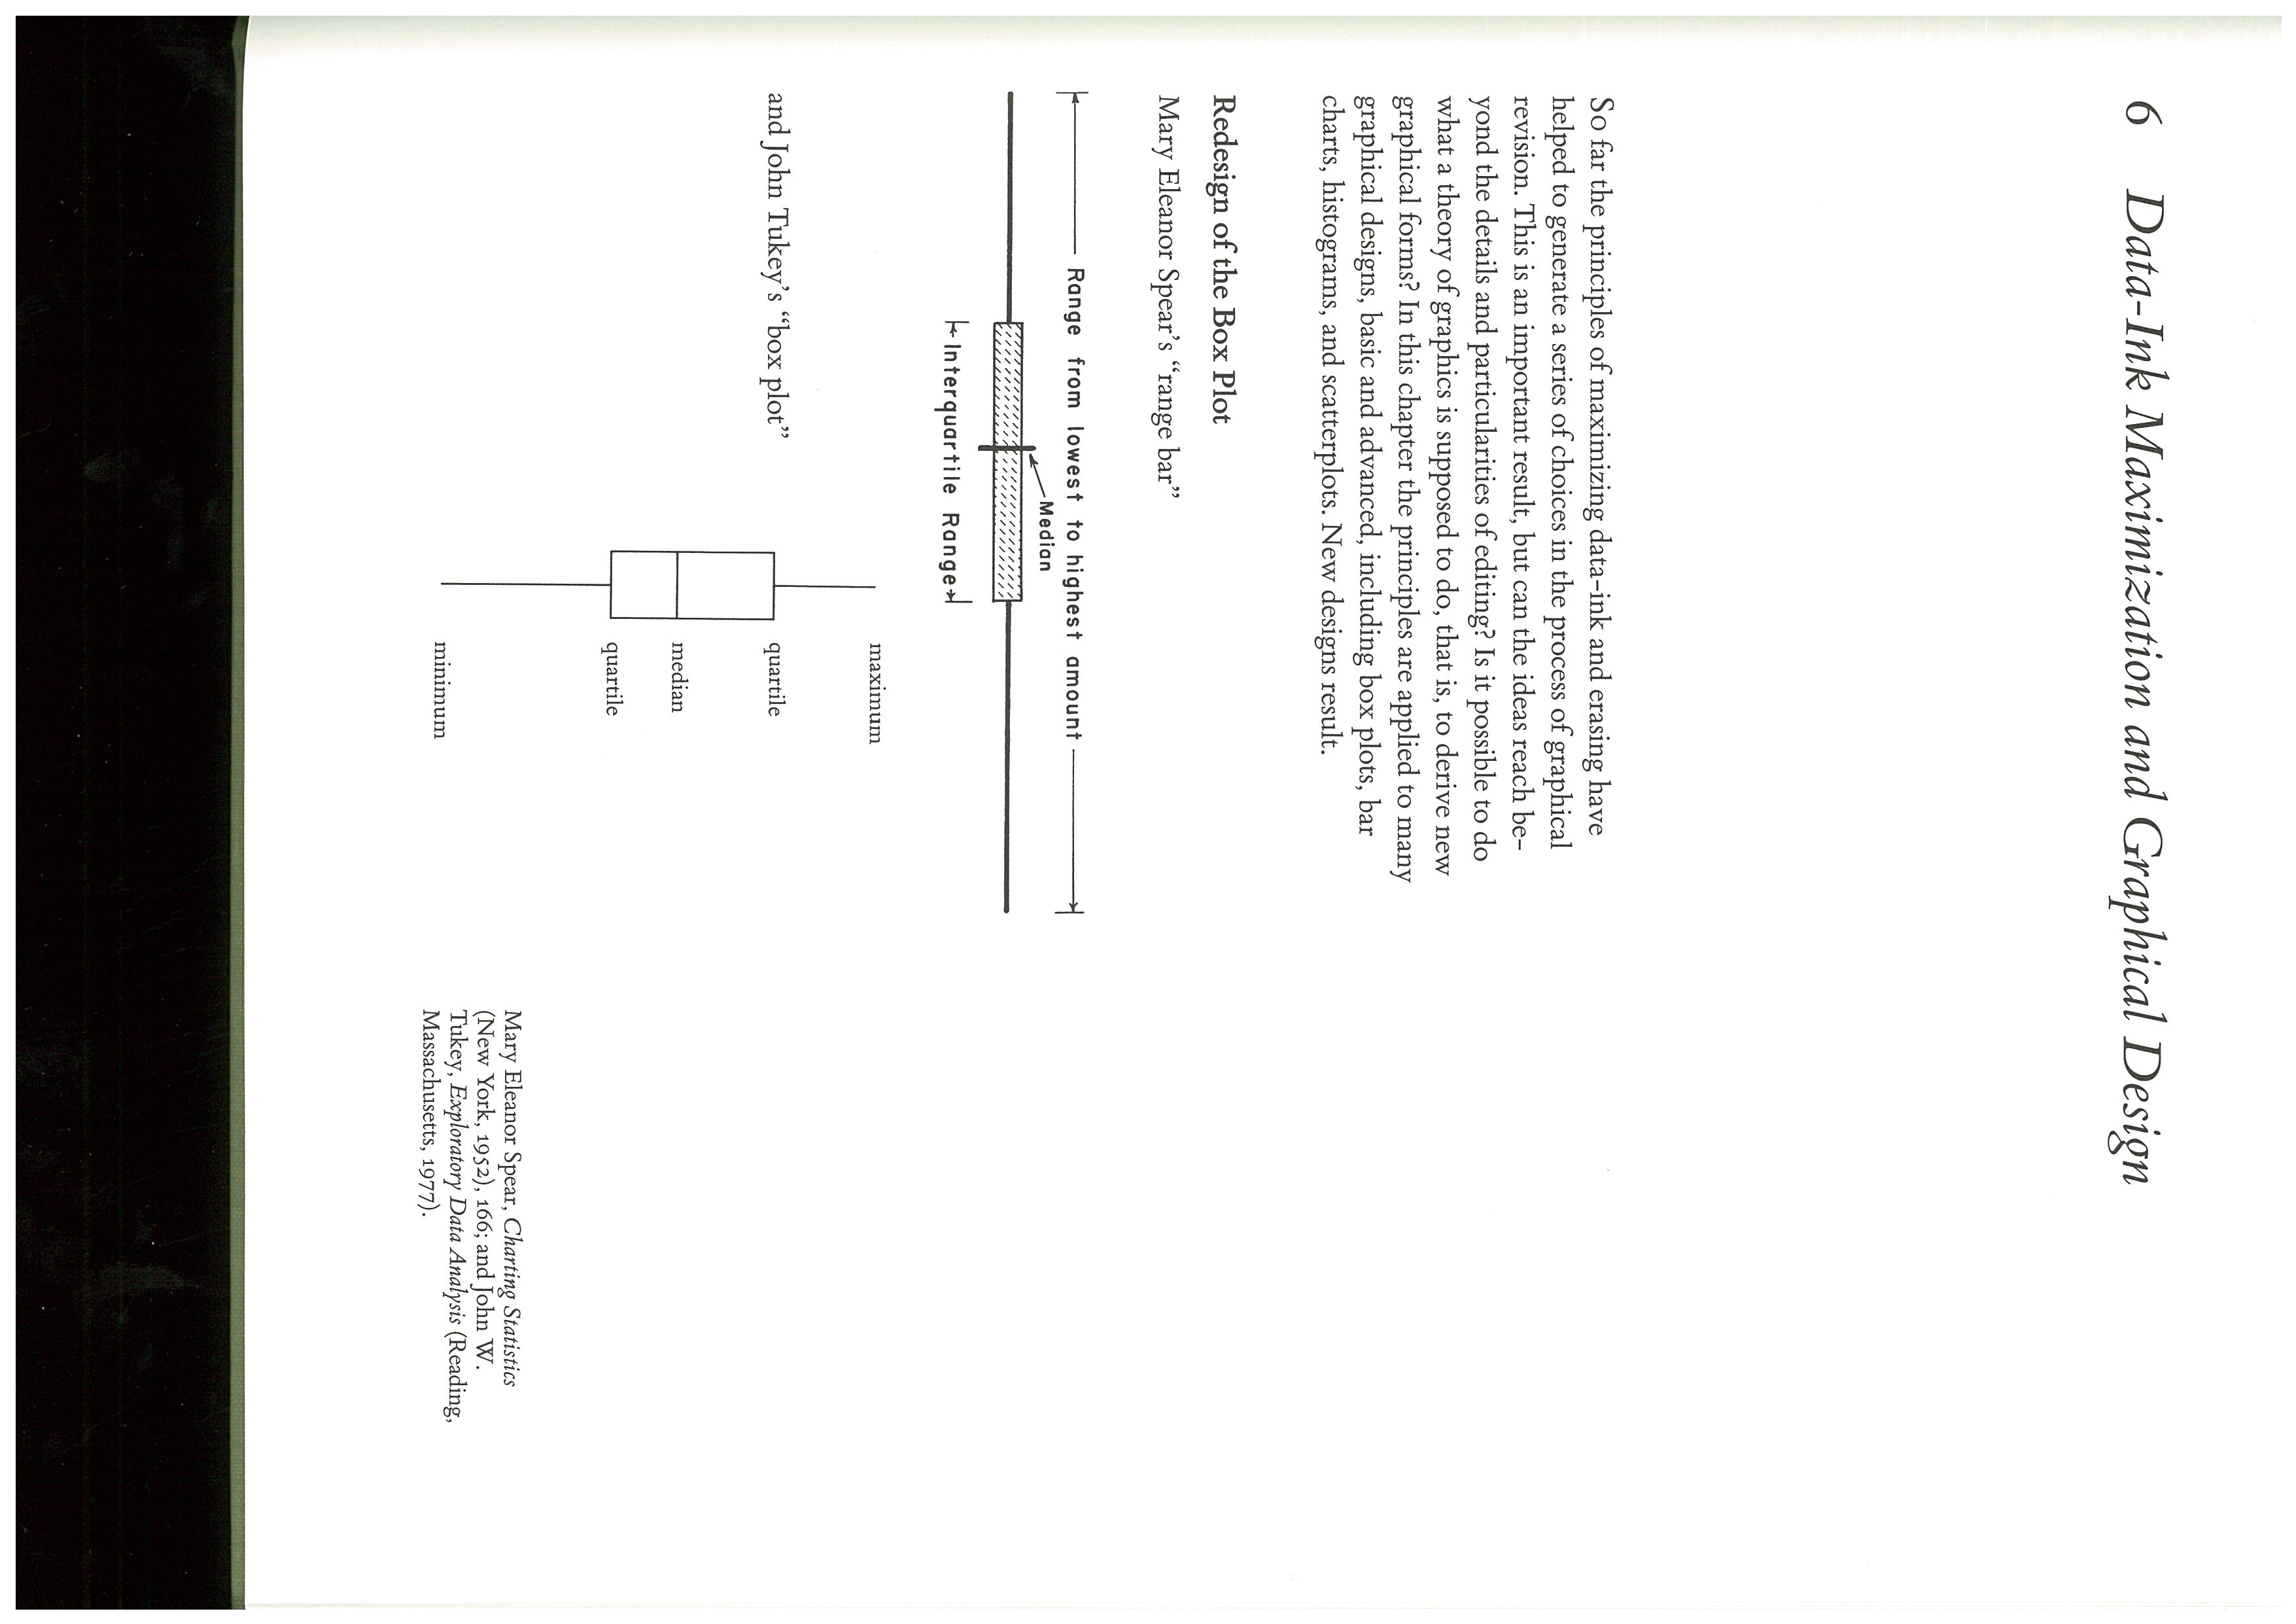 6 Data-Ink Maximization and Graphical Design
So far the principles of maximizing data-ink and erasing have
helped to generate a series of choices in the process of graphical
revision. This is an important result, but can the ideas reach be-
yond the details and particularities of editing? Is it possible to do
what a theory of graphics is supposed to do, that is, to derive new
graphical forms? In this chapter the principles are applied to many
graphical designs, basic and advanced, including box plots, bar
charts, histograms, and scatterplots. New designs result.
Redesign of the Box Plot
Mary Eleanor Spear's “range bar”
Range from lowest to highest amount
Median
Interquartile Range
maximum
and John Tukey's “box plot”
quartile
median
quartile
minimum
Mary Eleanor Spear, Charting Statistics
(New York, 1952), 166; and John W.
Tukey, Exploratory Data Analysis (Reading,
Massachusetts, 1977).